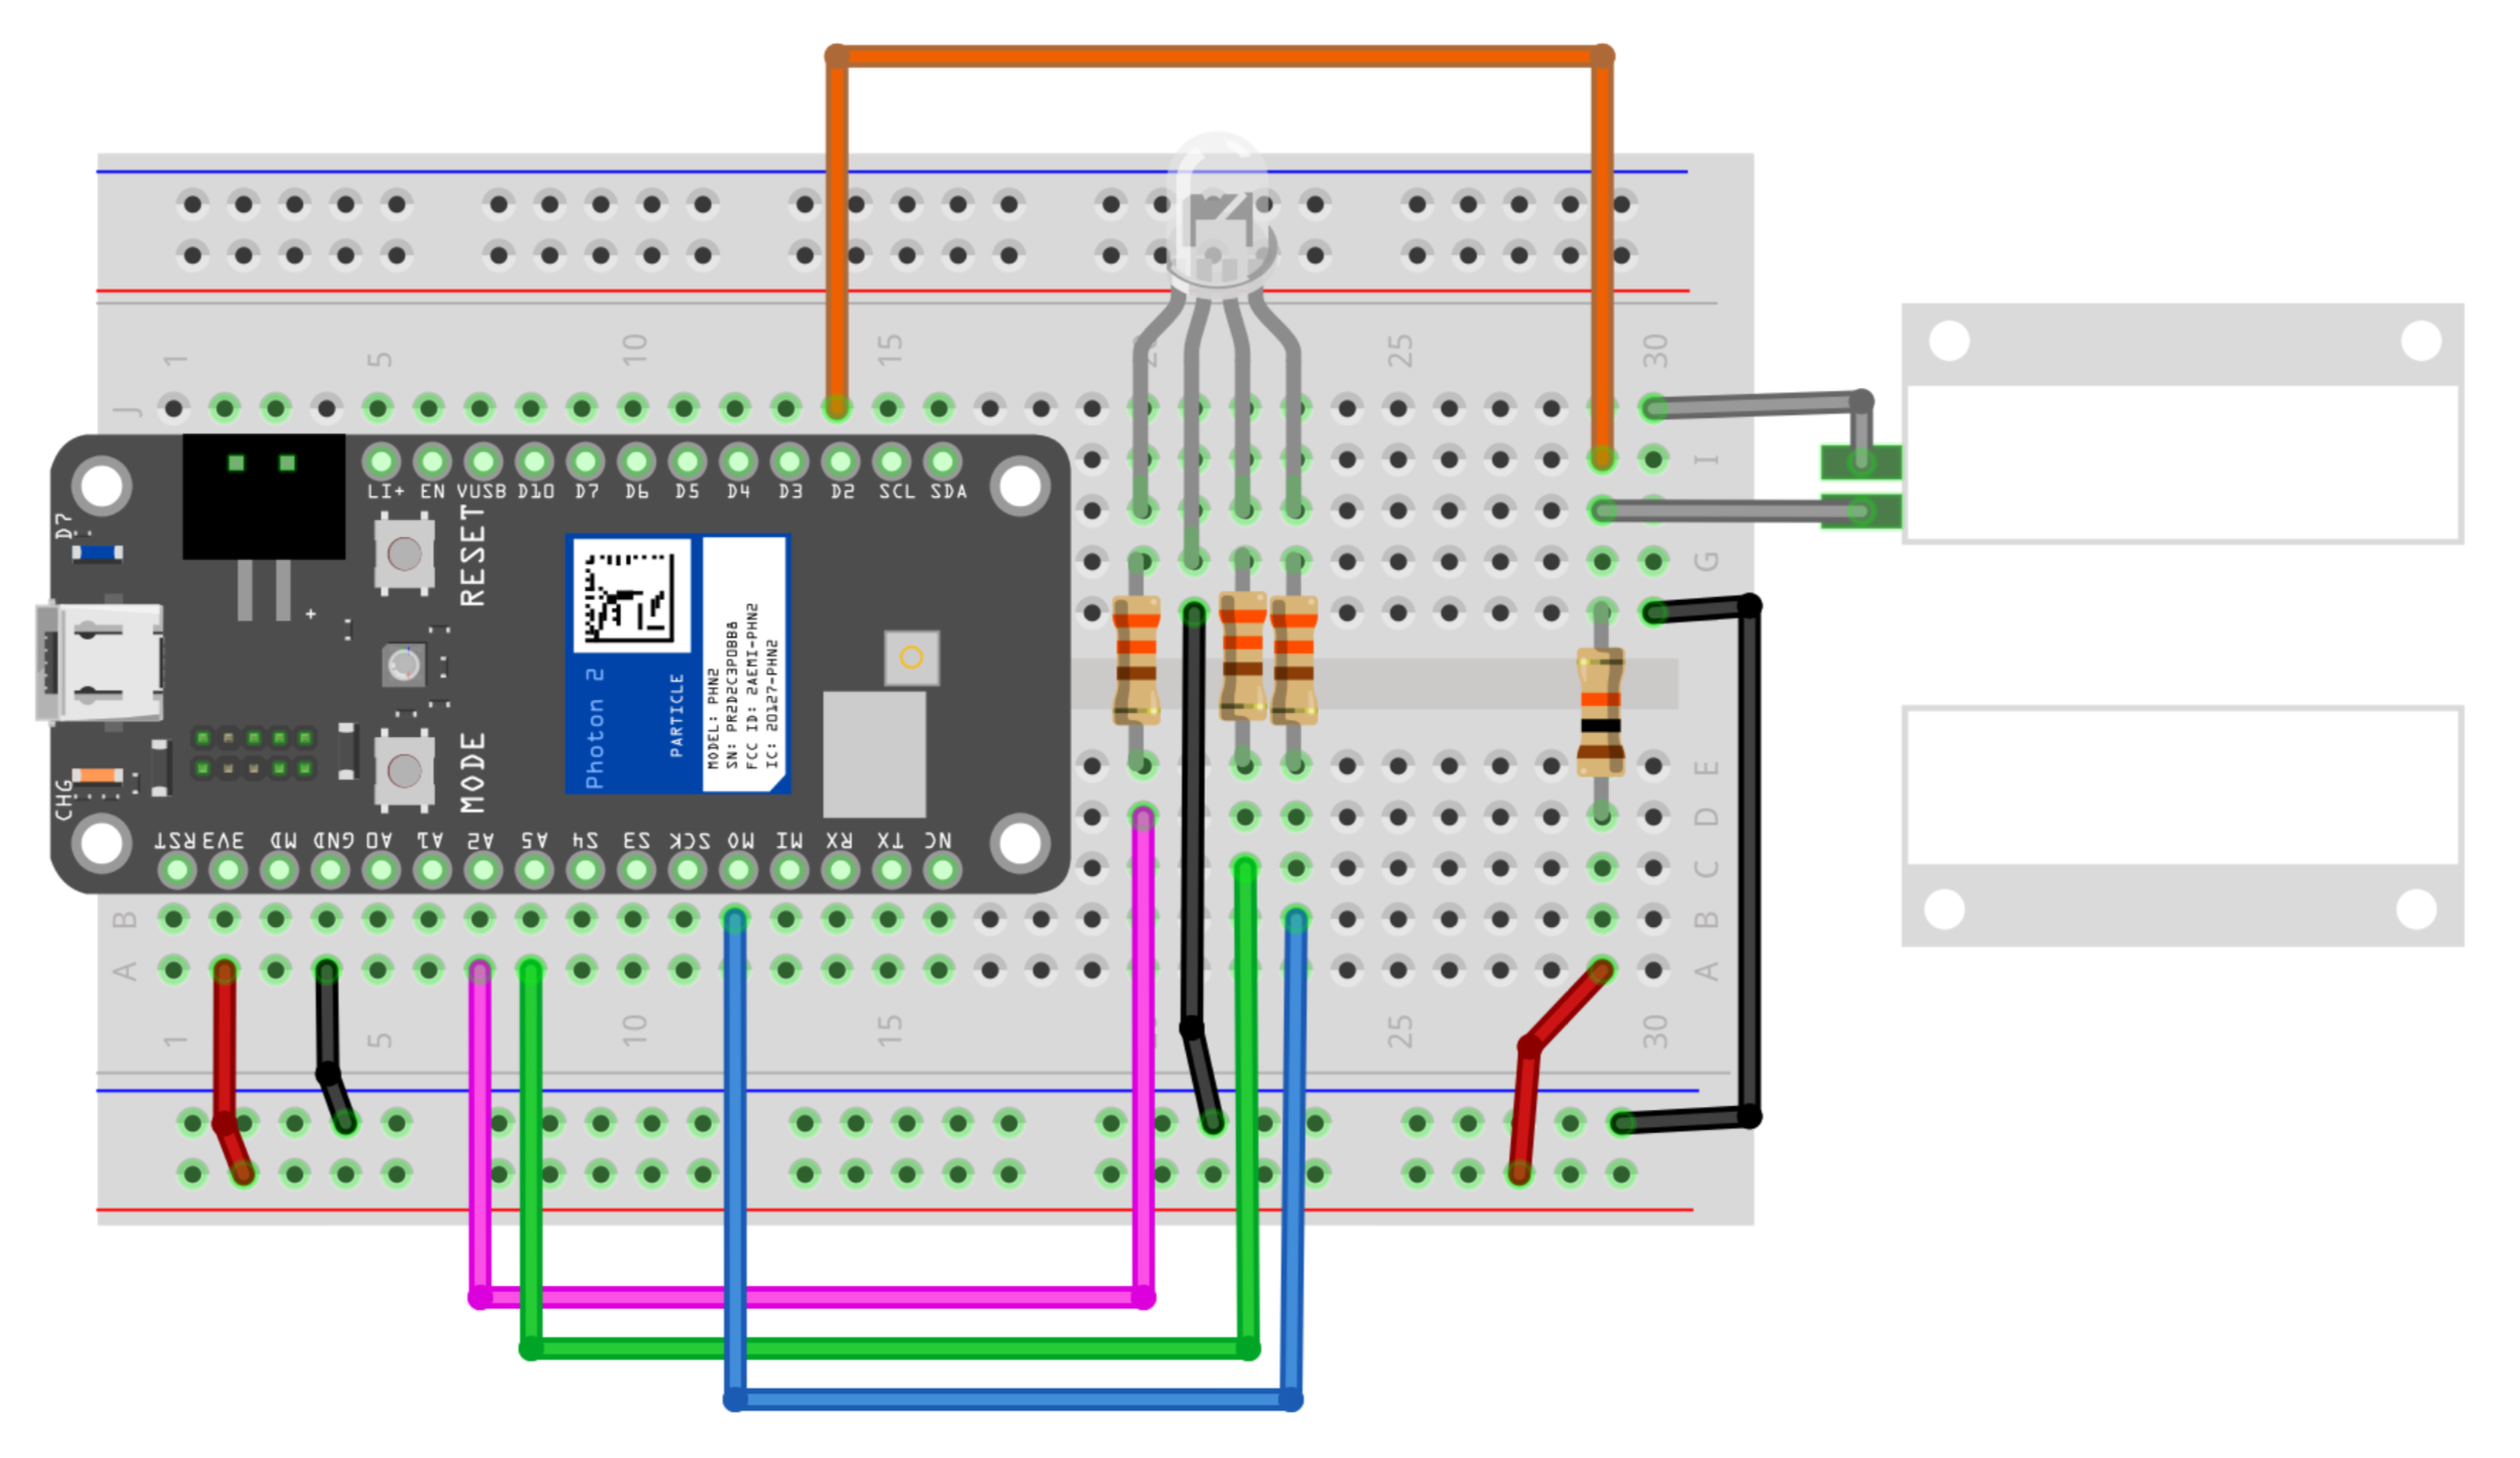 1 5 10 15 20 25 30
J
I
LI+ EN VUSB D10 D7 D6 D5 D4 D3 D2 SCL SDA
D7
RESET
+
G
Photon 2
PARTICLE
MODEL: PHN2
SN: PR2D2C3P0BB8
FCC ID: 2AEMI-PHN2
IC: 20127-PHN2
MODE
CHG
E
D
C
RST 3V3 MD GND A0 A1 A2 A5 S4 S3 SCK MO MI RX TX NC
B B
A A
1 5 10 15 25 30